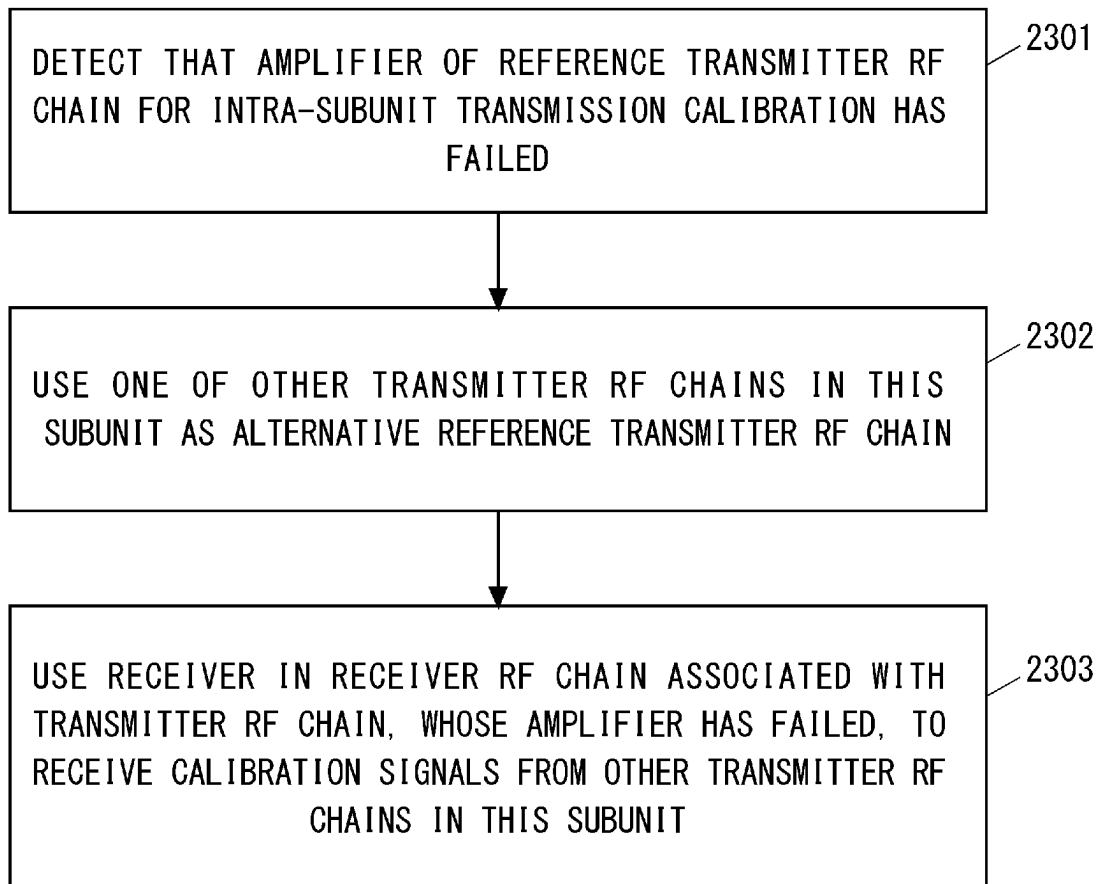 2301
DETECT THAT AMPLIFIER OF REFERENCE TRANSMITTER RF
CHAIN FOR INTRA-SUBUNIT TRANSMISSION CALIBRATION HAS
FAILED
2302
USE ONE OF OTHER TRANSMITTER RF CHAINS IN THIS
SUBUNIT AS ALTERNATIVE REFERENCE TRANSMITTER RF CHAIN
2303
USE RECEIVER IN RECEIVER RF CHAIN ASSOCIATED WITH
TRANSMITTER RF CHAIN, WHOSE AMPLIFIER HAS FAILED, TO
RECEIVE CALIBRATION SIGNALS FROM OTHER TRANSMITTER RF
CHAINS IN THIS SUBUNIT